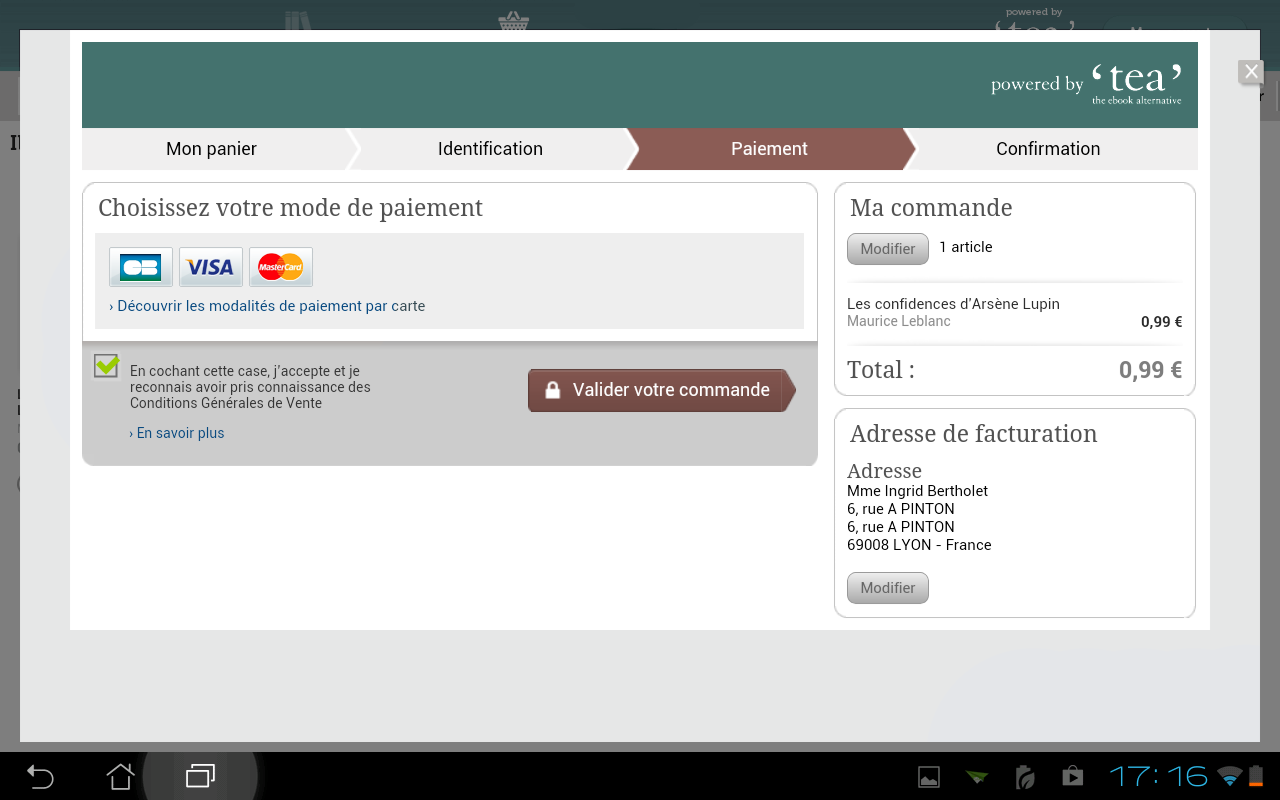 powered by
powered by ‘tea’
the ebook alternative
Mon panier
Identification
Paiement
Confirmation
Choisissez votre mode de paiement
CB
VISA
MasterCard
› Découvrir les modalités de paiement par carte
En cochant cette case, j'accepte et je
reconnais avoir pris connaissance des
Conditions Générales de Vente
› En savoir plus
Valider votre commande
Ma commande
Modifier 1 article
Les confidences d'Arsène Lupin
Maurice Leblanc 0,99 €
Total : 0,99 €
Adresse de facturation
Adresse
Mme Ingrid Bertholet
6, rue A PINTON
6, rue A PINTON
69008 LYON - France
Modifier
17:16